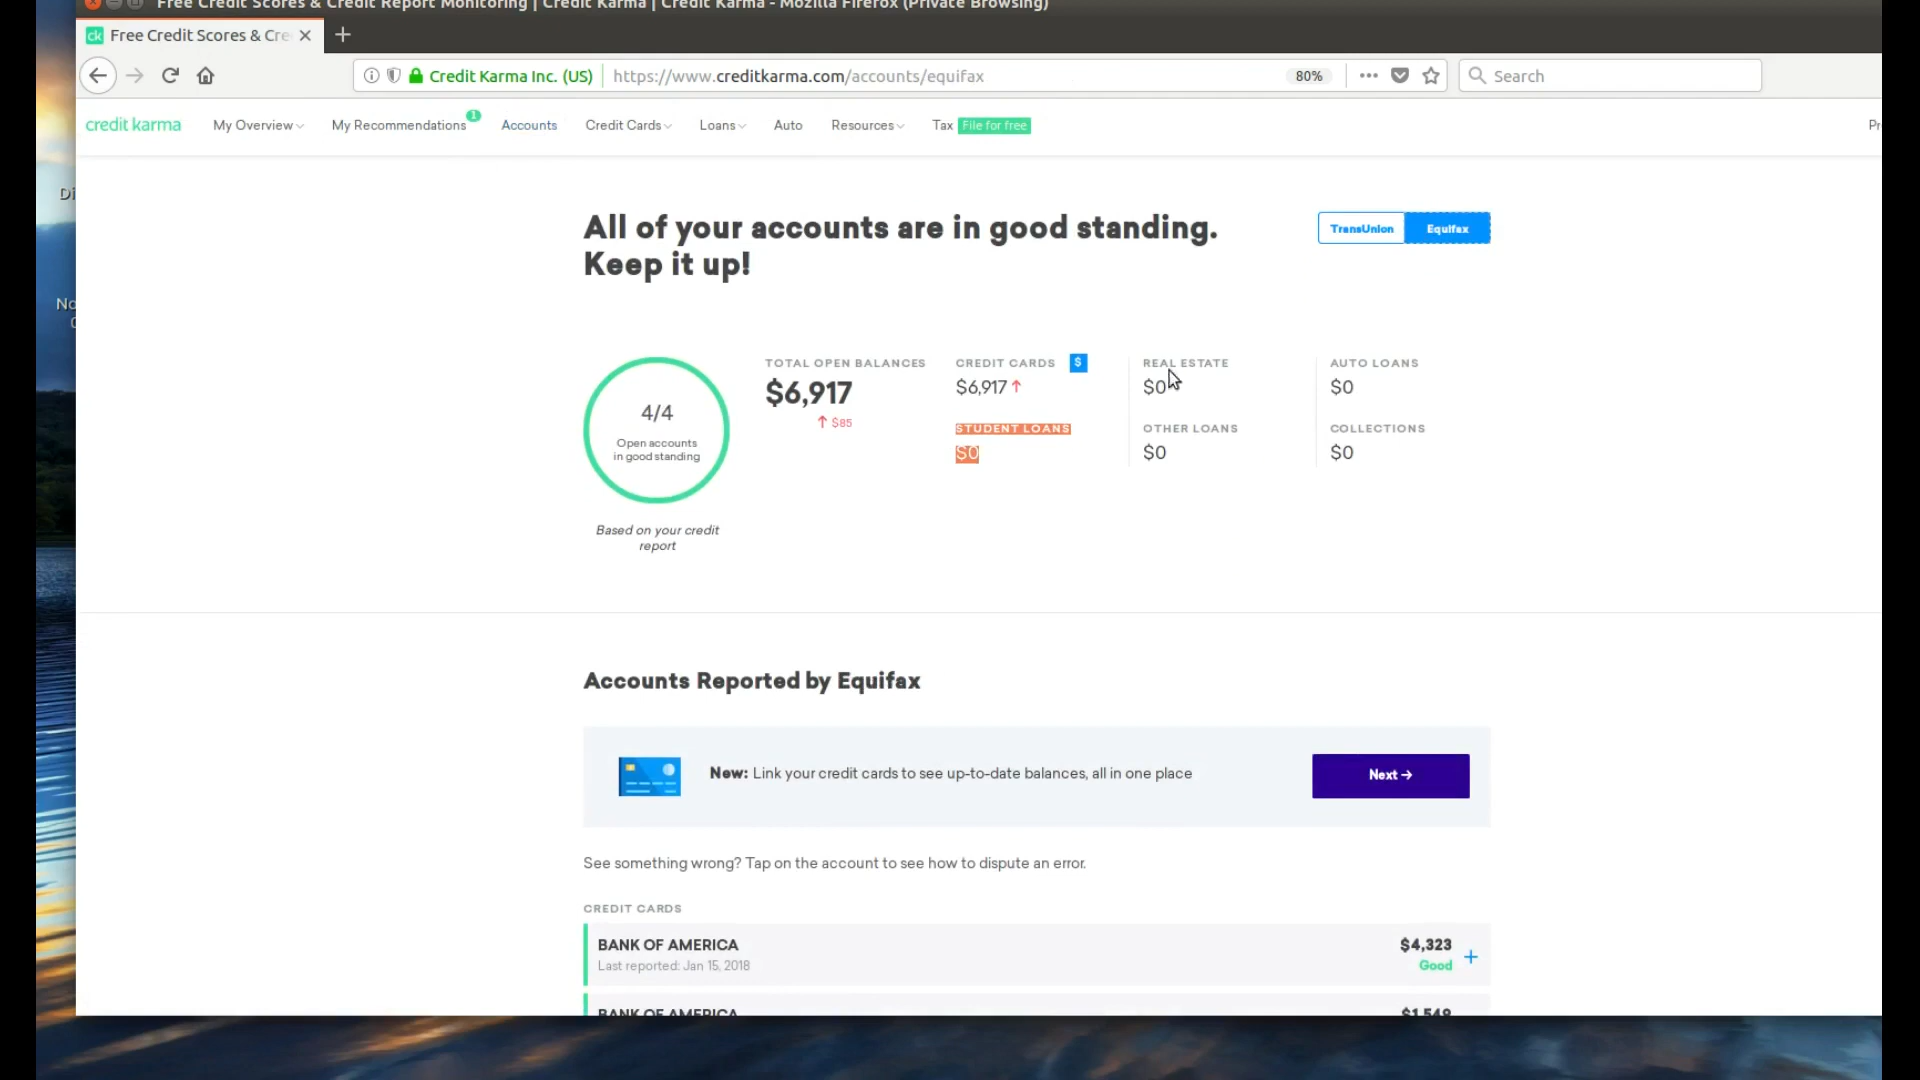 Free Credit Scores & Credit Report Monitoring | Credit Karma | Credit Karma - Mozilla Firefox (Private Browsing)
ck Free Credit Scores & Cre
Credit Karma Inc. (US) https://www.creditkarma.com/accounts/equifax 80% Search
credit karma My Overview My Recommendations 1 Accounts Credit Cards Loans Auto Resources Tax File for free Pr
Di
No
All of your accounts are in good standing.
Keep it up!
TransUnion Equifax
4/4
Open accounts
in good standing
Based on your credit
report
TOTAL OPEN BALANCES
$6,917
↑ $85
CREDIT CARDS $
$6,917 ↑
STUDENT LOANS
$0
REAL ESTATE
$0
OTHER LOANS
$0
AUTO LOANS
$0
COLLECTIONS
$0
Accounts Reported by Equifax
New: Link your credit cards to see up-to-date balances, all in one place
Next →
See something wrong? Tap on the account to see how to dispute an error.
CREDIT CARDS
BANK OF AMERICA $4,323
Last reported: Jan 15, 2018 Good +
BANK OF AMERICA $1,549